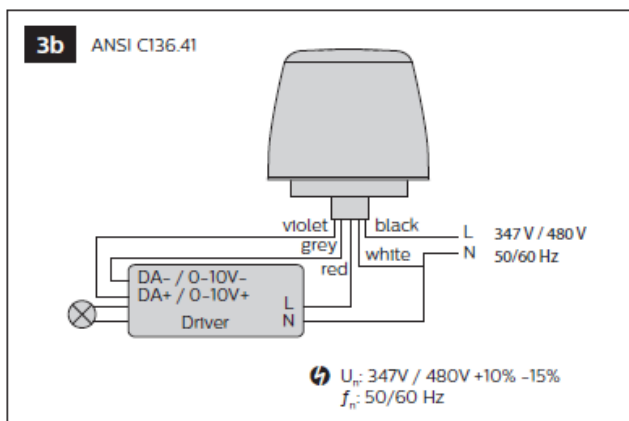 3b ANSI C136.41
violet
black
grey
white
red
L 347 V / 480 V
N 50/60 Hz
DA- / 0-10V-
DA+ / 0-10V+
L
Driver
N
Un: 347V / 480V +10% -15%
fn: 50/60 Hz